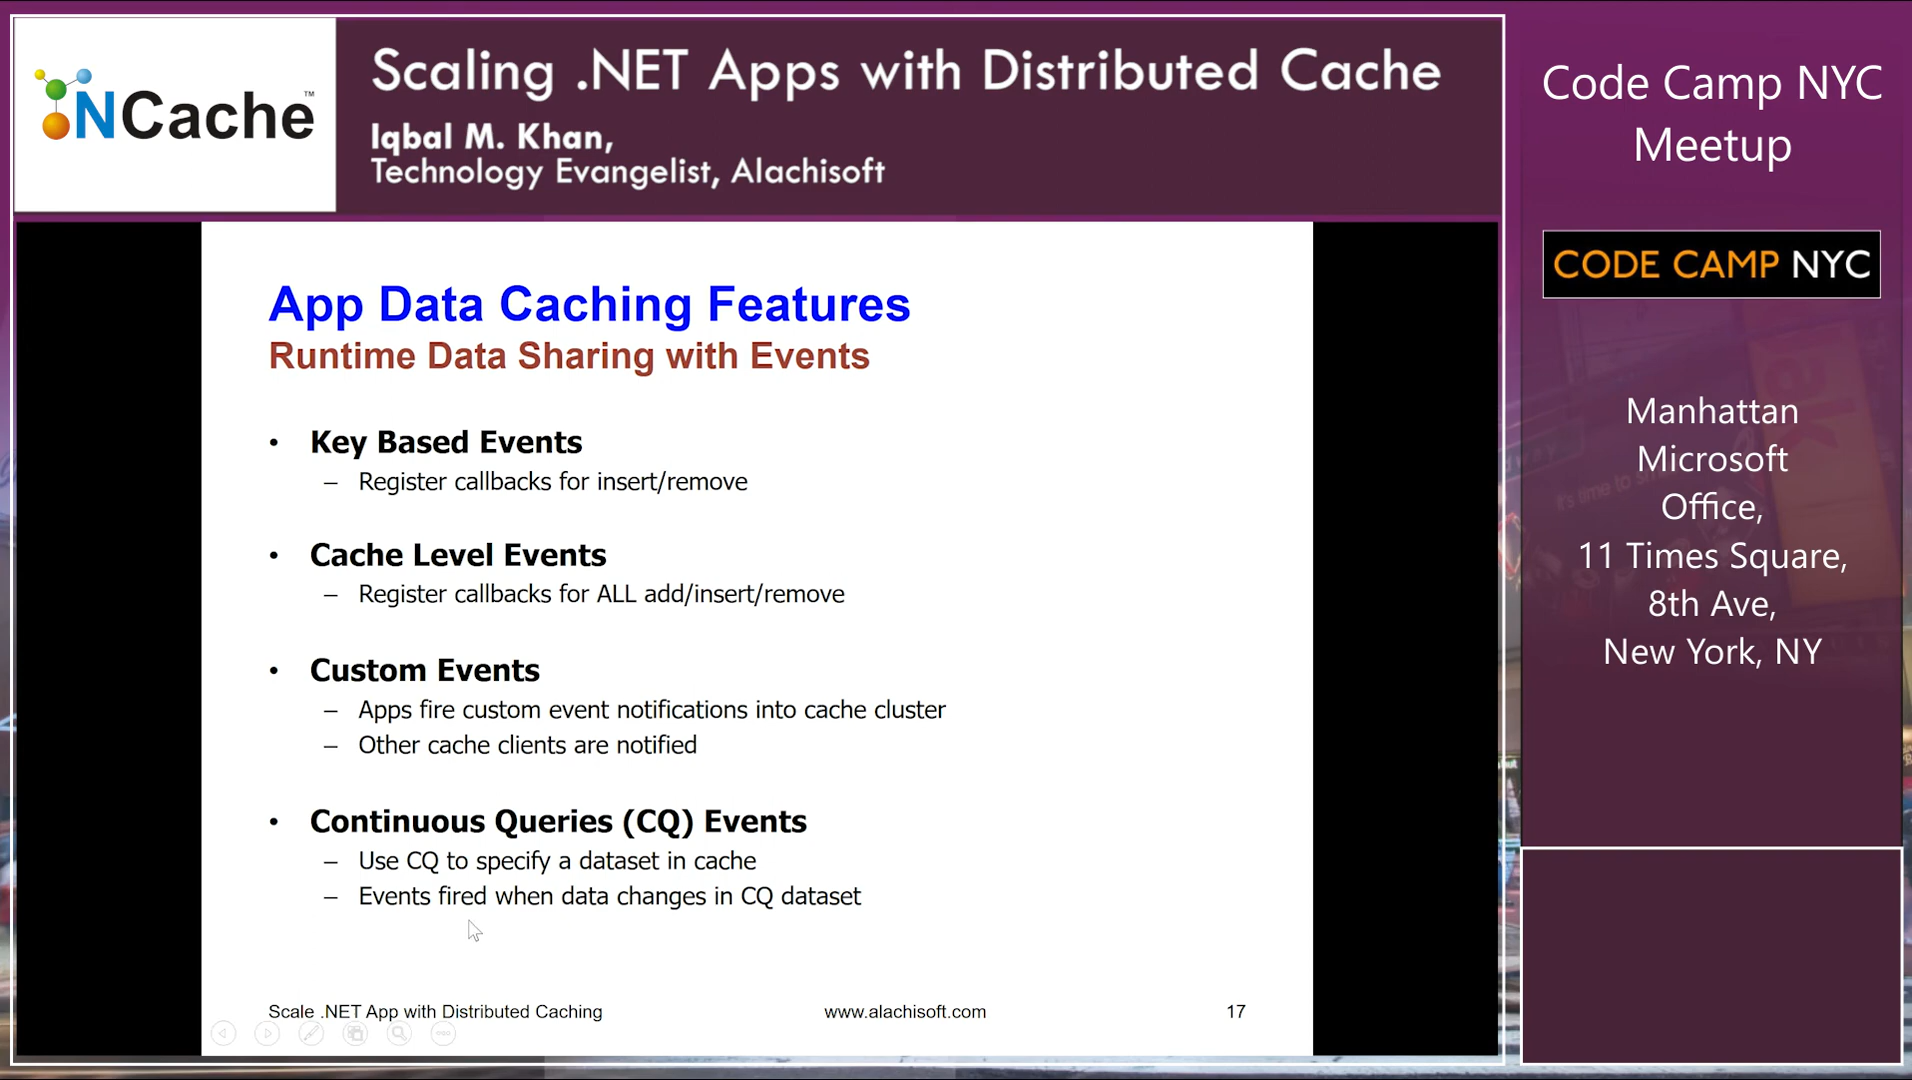 NCache™
Scaling .NET Apps with Distributed Cache
Iqbal M. Khan,
Technology Evangelist, Alachisoft
App Data Caching Features
Runtime Data Sharing with Events
• Key Based Events
– Register callbacks for insert/remove
• Cache Level Events
– Register callbacks for ALL add/insert/remove
• Custom Events
– Apps fire custom event notifications into cache cluster
– Other cache clients are notified
• Continuous Queries (CQ) Events
– Use CQ to specify a dataset in cache
– Events fired when data changes in CQ dataset
Scale .NET App with Distributed Caching
www.alachisoft.com
17
Code Camp NYC
Meetup
CODE CAMP NYC
Manhattan
Microsoft
Office,
11 Times Square,
8th Ave,
New York, NY